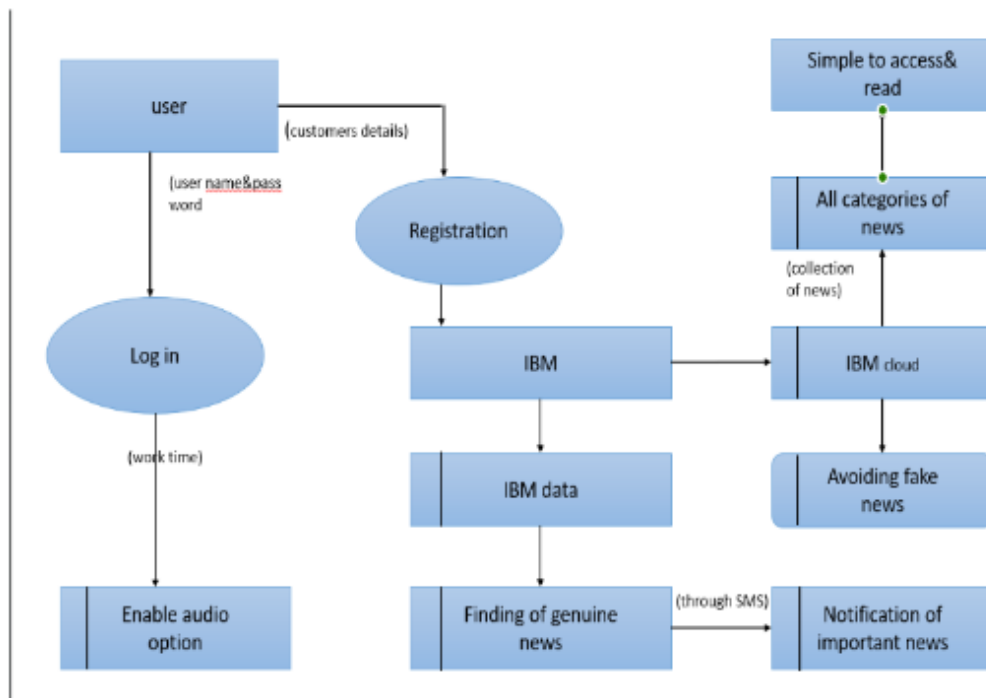 Simple to access&
read
user
(customers details)
(user name&pass
word
Registration
All categories of
news
(collection
of news)
Log in
IBM
IBM cloud
(work time)
IBM data
Avoiding fake
news
Enable audio
option
Finding of genuine
news
(through SMS)
Notification of
important news